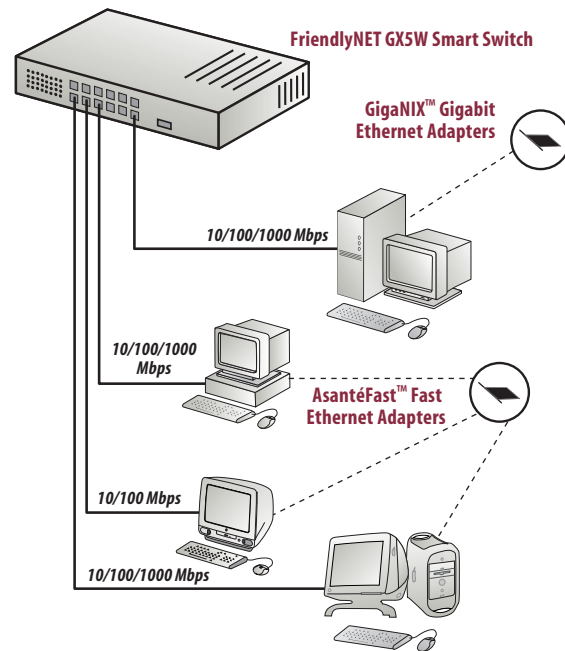 FriendlyNET GX5W Smart Switch
GigaNIX™ Gigabit
Ethernet Adapters
10/100/1000 Mbps
10/100/1000
Mbps
AsantéFast™ Fast
Ethernet Adapters
10/100 Mbps
10/100/1000 Mbps